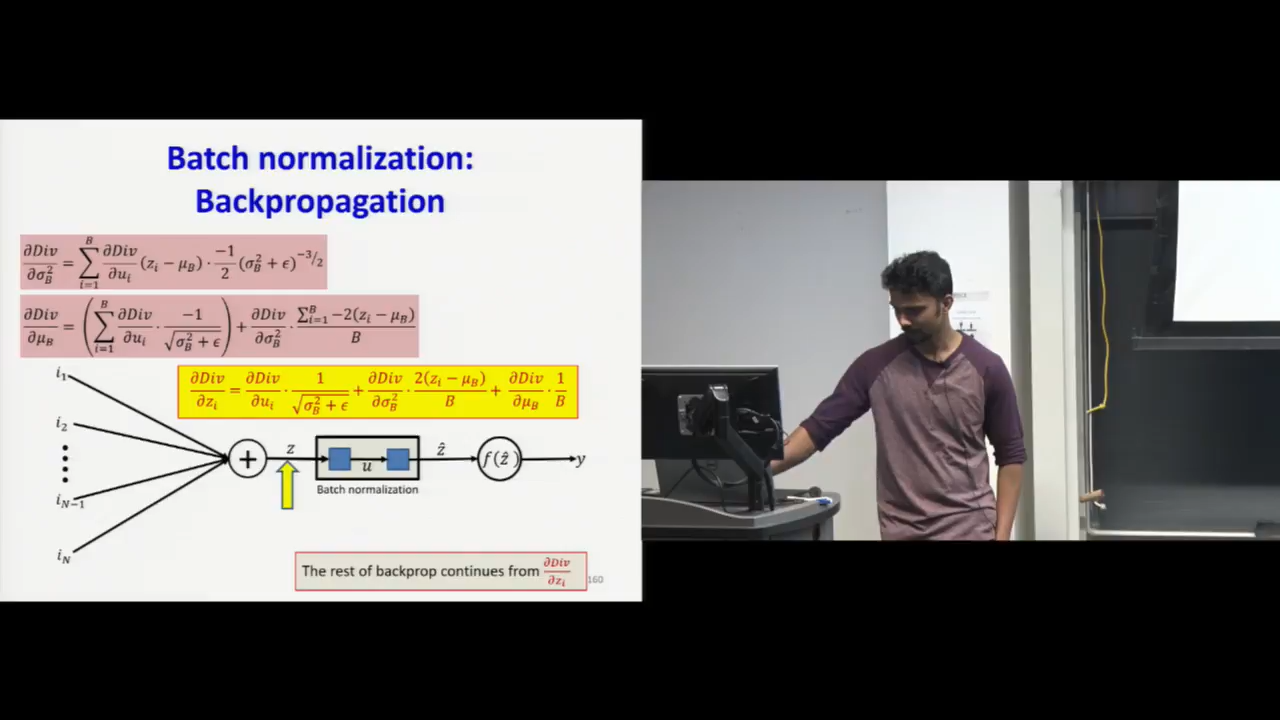 Batch normalization:
Backpropagation
∂Div/∂σ_B^2 = ∑_{i=1}^{B} ∂Div/∂u_i (z_i − μ_B) · −1/2 (σ_B^2 + ϵ)^{−3/2}
∂Div/∂μ_B = (∑_{i=1}^{B} ∂Div/∂u_i · −1/√(σ_B^2 + ϵ)) + ∂Div/∂σ_B^2 · ∑_{i=1}^{B} −2(z_i − μ_B)/B
∂Div/∂z_i = ∂Div/∂u_i · 1/√(σ_B^2 + ϵ) + ∂Div/∂σ_B^2 · 2(z_i − μ_B)/B + ∂Div/∂μ_B · 1/B
i_1
i_2
i_{N−1}
i_N
+
z
u
ẑ
f(ẑ)
y
Batch normalization
The rest of backprop continues from ∂Div/∂z_i
160